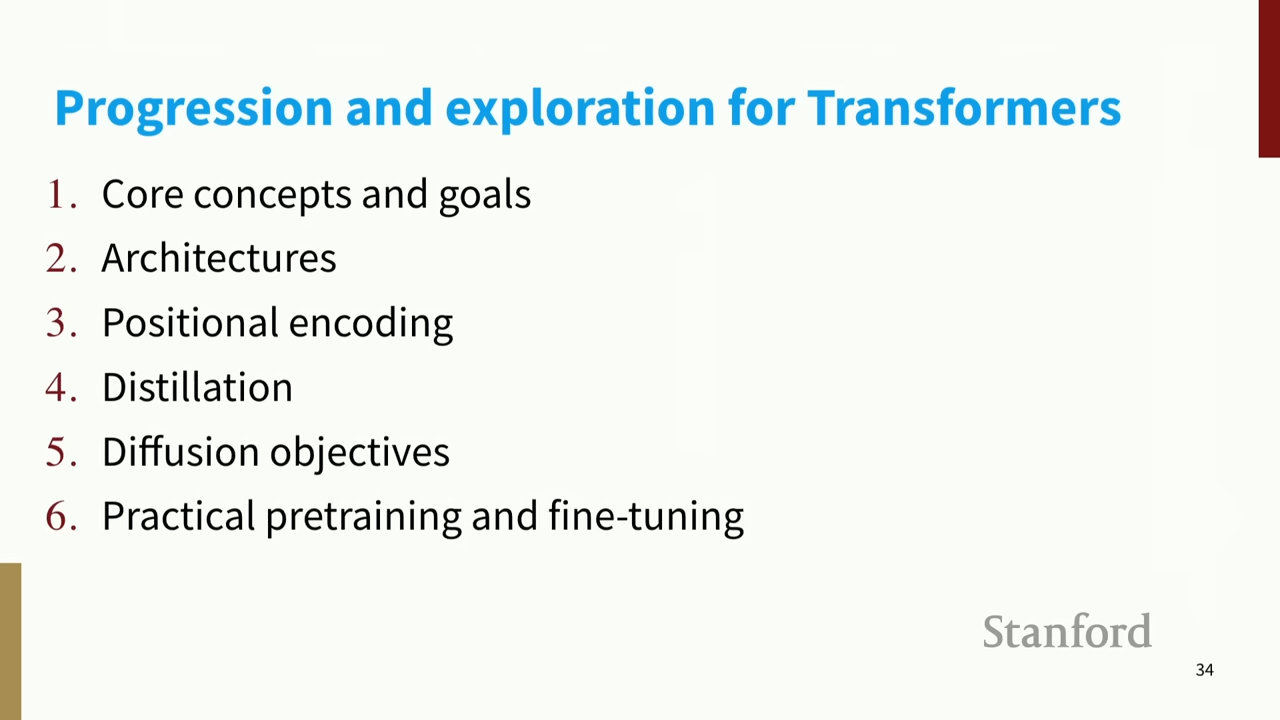 Progression and exploration for Transformers
1. Core concepts and goals
2. Architectures
3. Positional encoding
4. Distillation
5. Diffusion objectives
6. Practical pretraining and fine-tuning
Stanford
34